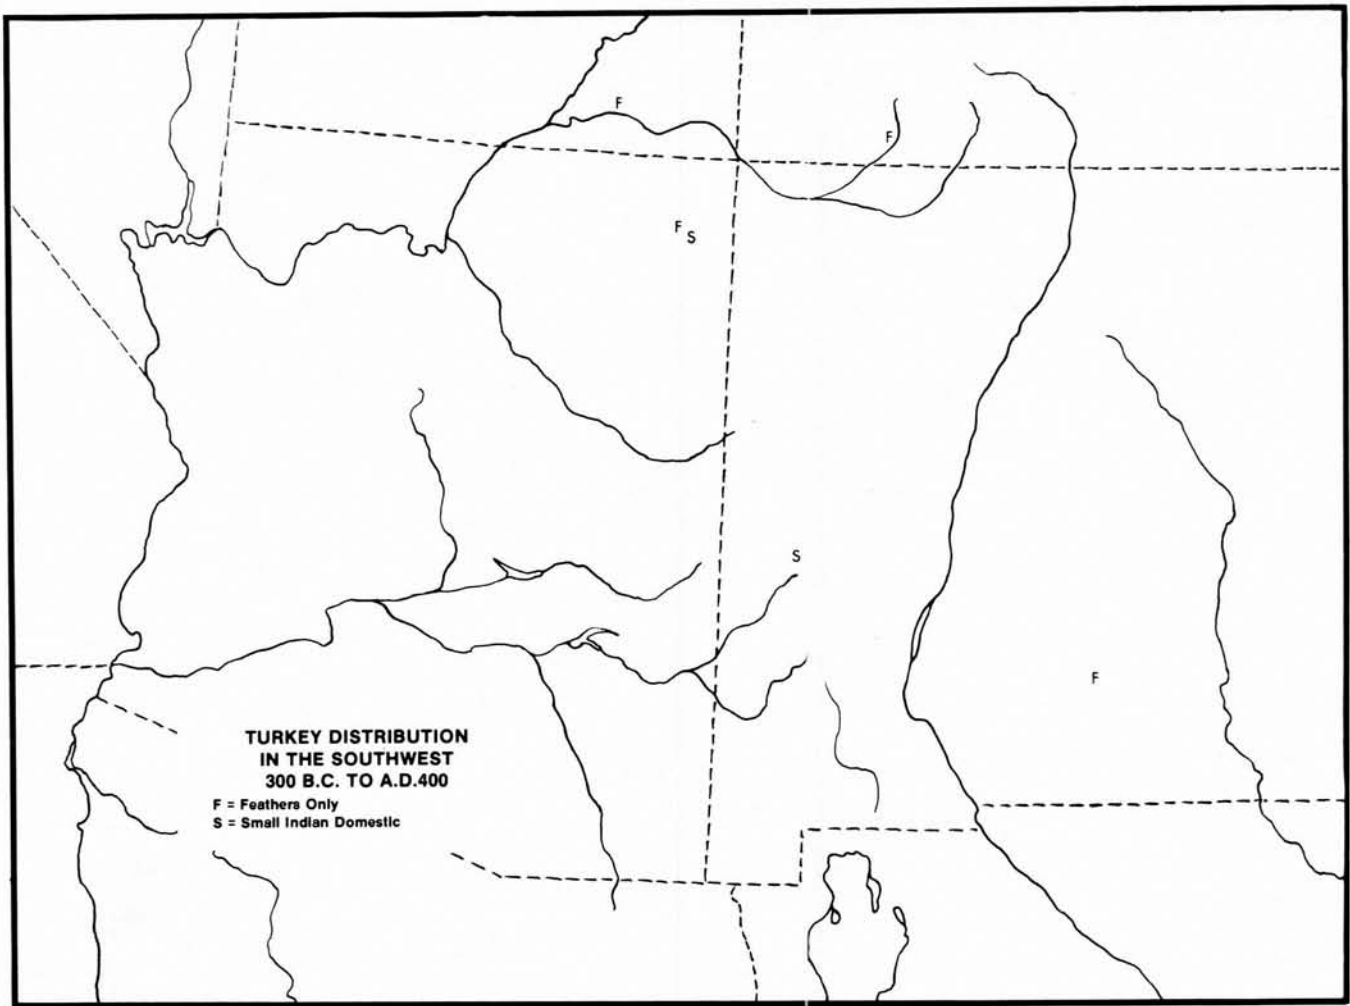 F
F
F
S
S
F
TURKEY DISTRIBUTION
IN THE SOUTHWEST
300 B.C. TO A.D.400
F = Feathers Only
S = Small Indian Domestic